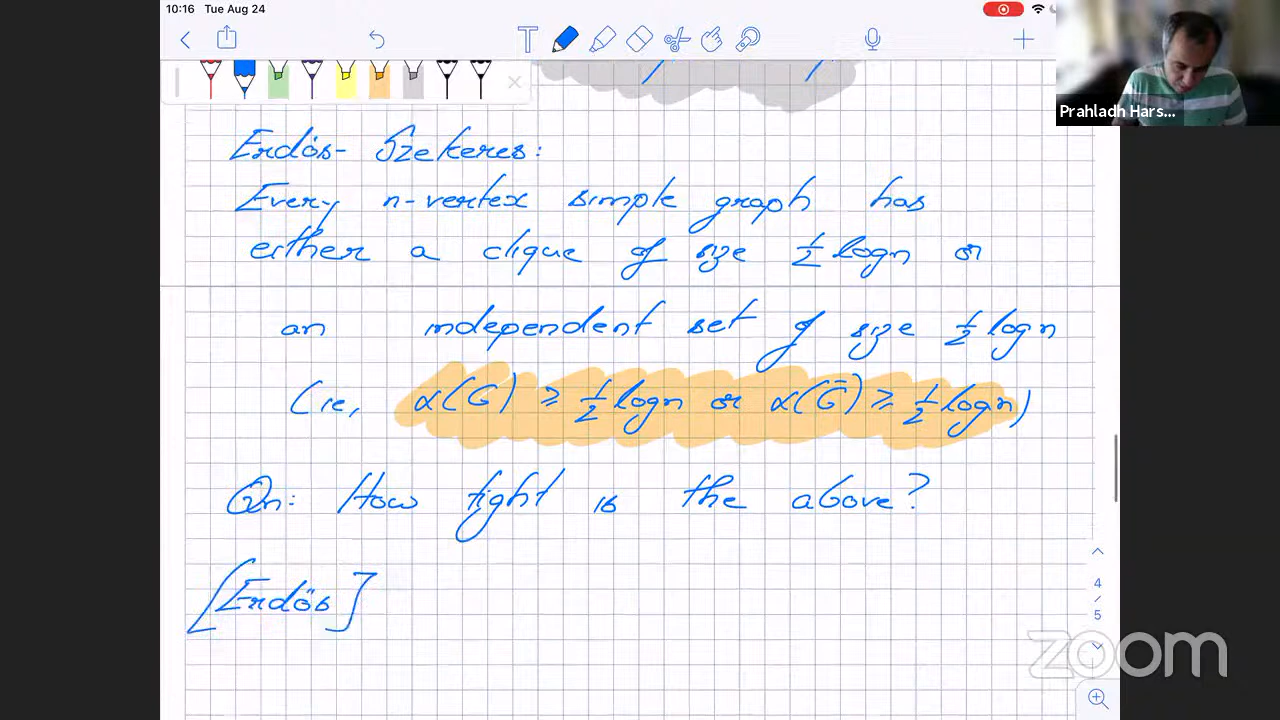 10:16 Tue Aug 24
Prahladh Hars...
Erdös- Szekeres:
Every n-vertex simple graph has
either a clique of size 1/2 log n or
an independent set of size 1/2 log n
(ie, α(G) ≥ 1/2 log n or α(Ḡ) ≥ 1/2 log n)
Qn: How tight is the above?
[Erdös]
4
/
5
zoom